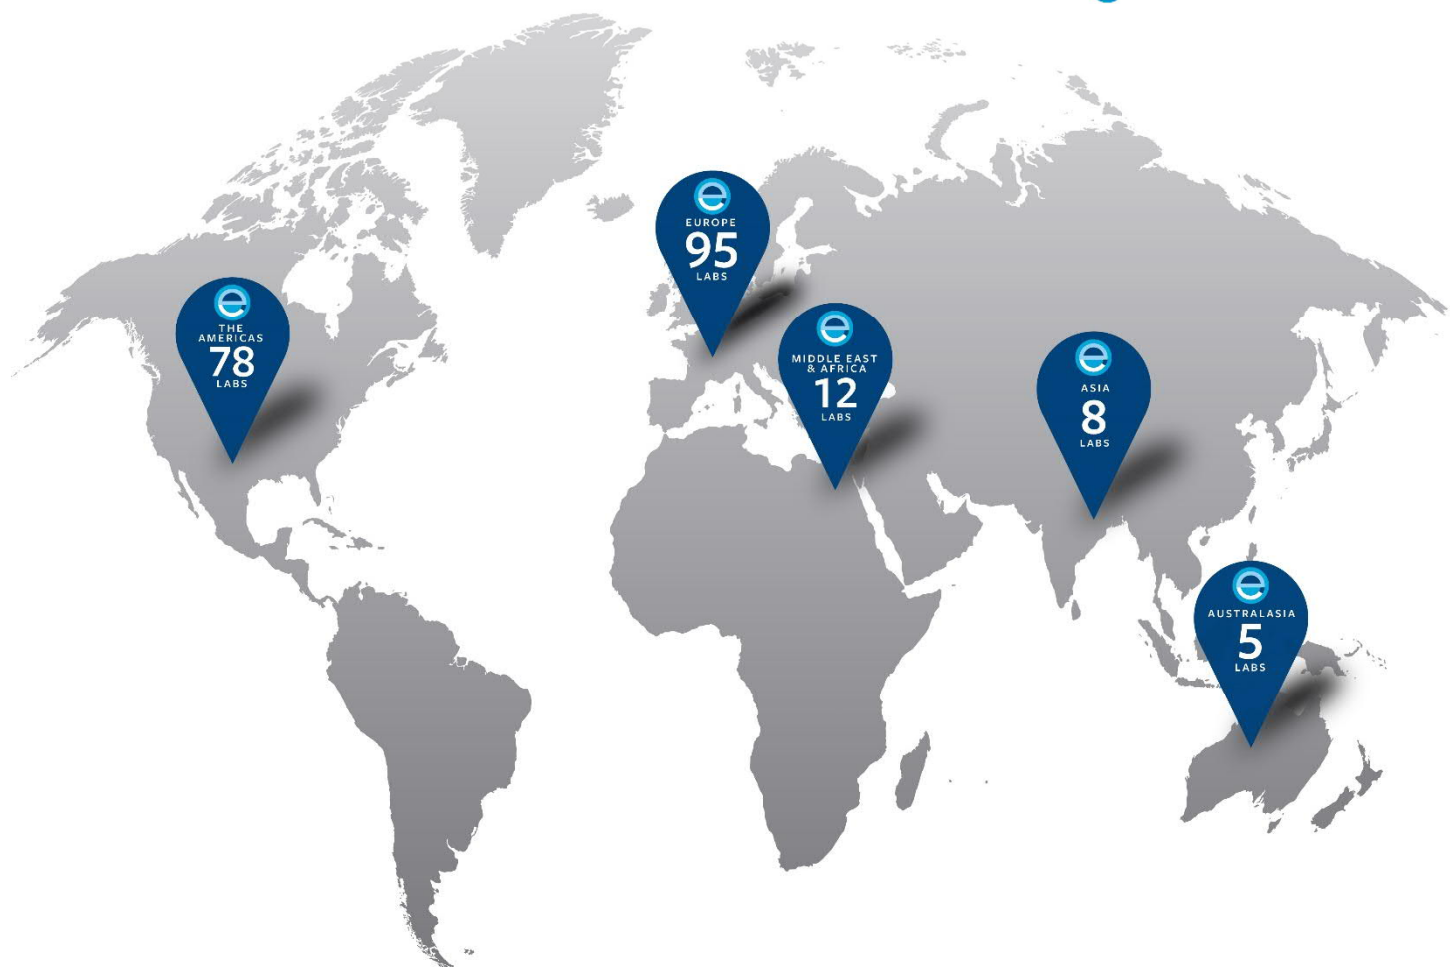 EUROPE
95
LABS
THE
AMERICAS
78
LABS
MIDDLE EAST
& AFRICA
12
LABS
ASIA
8
LABS
AUSTRALASIA
5
LABS